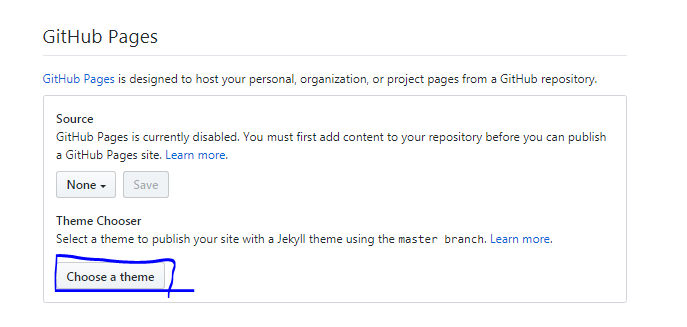 GitHub Pages
GitHub Pages is designed to host your personal, organization, or project pages from a GitHub repository.
Source
GitHub Pages is currently disabled. You must first add content to your repository before you can publish
a GitHub Pages site. Learn more.
None Save
Theme Chooser
Select a theme to publish your site with a Jekyll theme using the master branch. Learn more.
Choose a theme